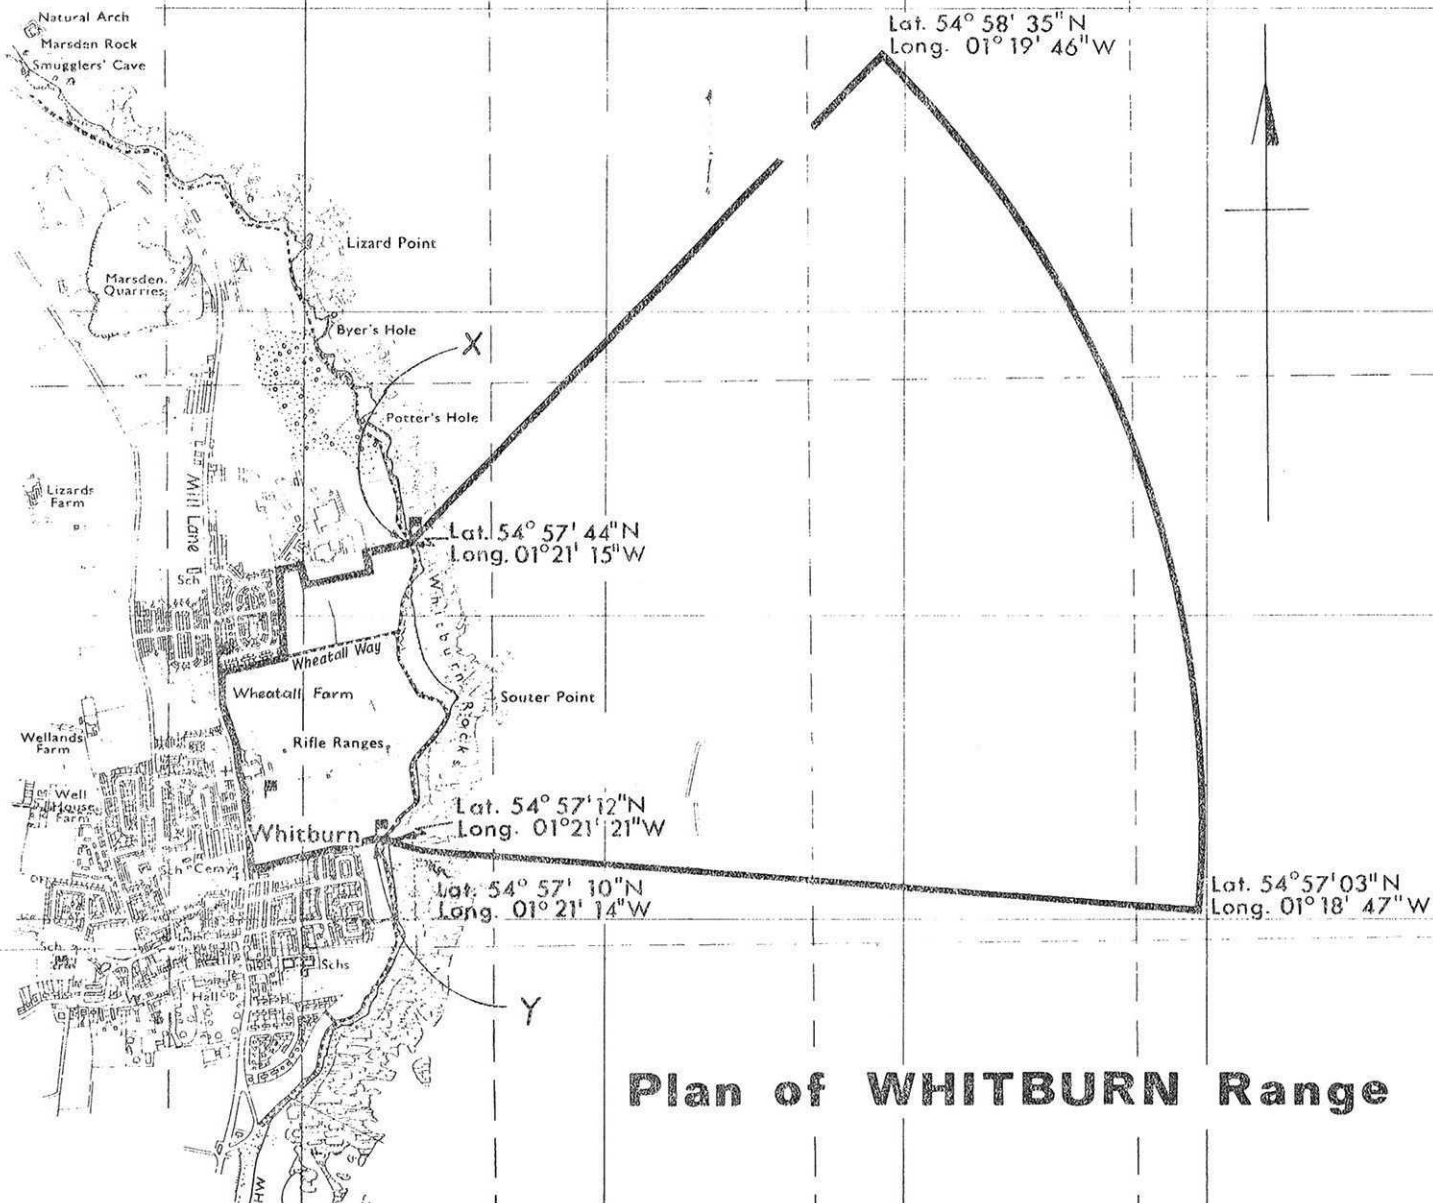 Natural Arch
Marsden Rock
Smugglers' Cave
Lat. 54° 58' 35"N
Long. 01° 19' 46"W
Lizard Point
Marsden
Quarries
Byer's Hole
X
Potter's Hole
Lizards
Farm
Mill Lane
Lat. 54° 57' 44"N
Long. 01° 21' 15"W
Sch
Whitburn Rocks
Wheatall Way
Wheatall Farm
Souter Point
Wellands
Farm
Rifle Ranges
Well
House
Farm
Lat. 54° 57' 12"N
Long. 01° 21' 21"W
Whitburn
Sch
Cemy
Lat. 54° 57' 10"N
Long. 01° 21' 14"W
Lat. 54° 57' 03"N
Long. 01° 18' 47"W
Sch
Schs
Hall
Y
Plan of WHITBURN Range
WH